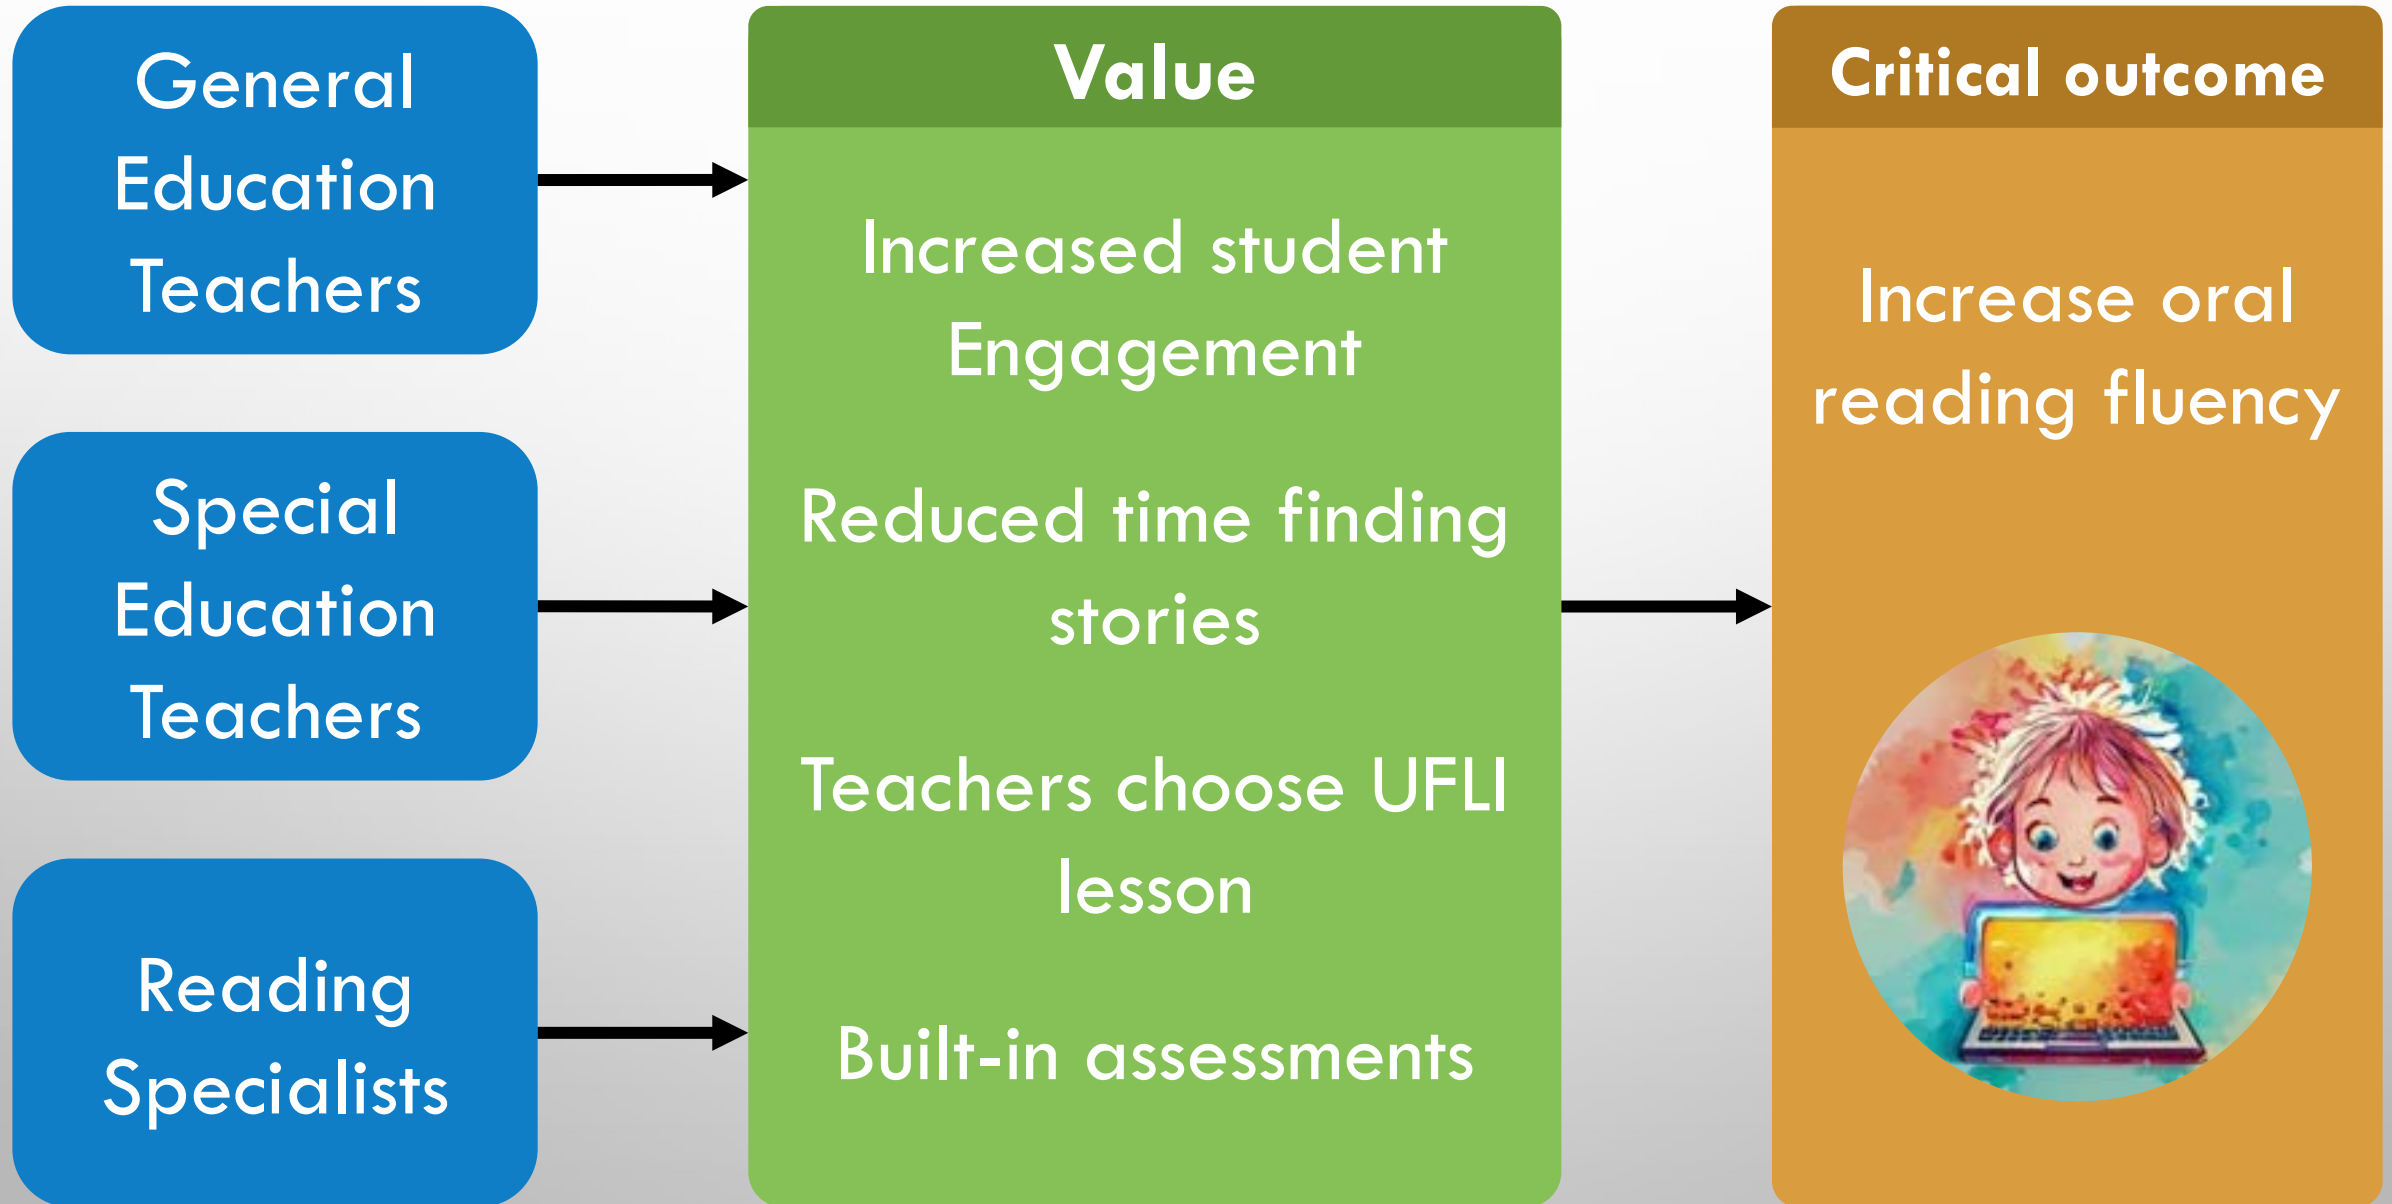 General
Education
Teachers
Special
Education
Teachers
Reading
Specialists
Value
Increased student
Engagement
Reduced time finding
stories
Teachers choose UFLI
lesson
Built-in assessments
Critical outcome
Increase oral
reading fluency